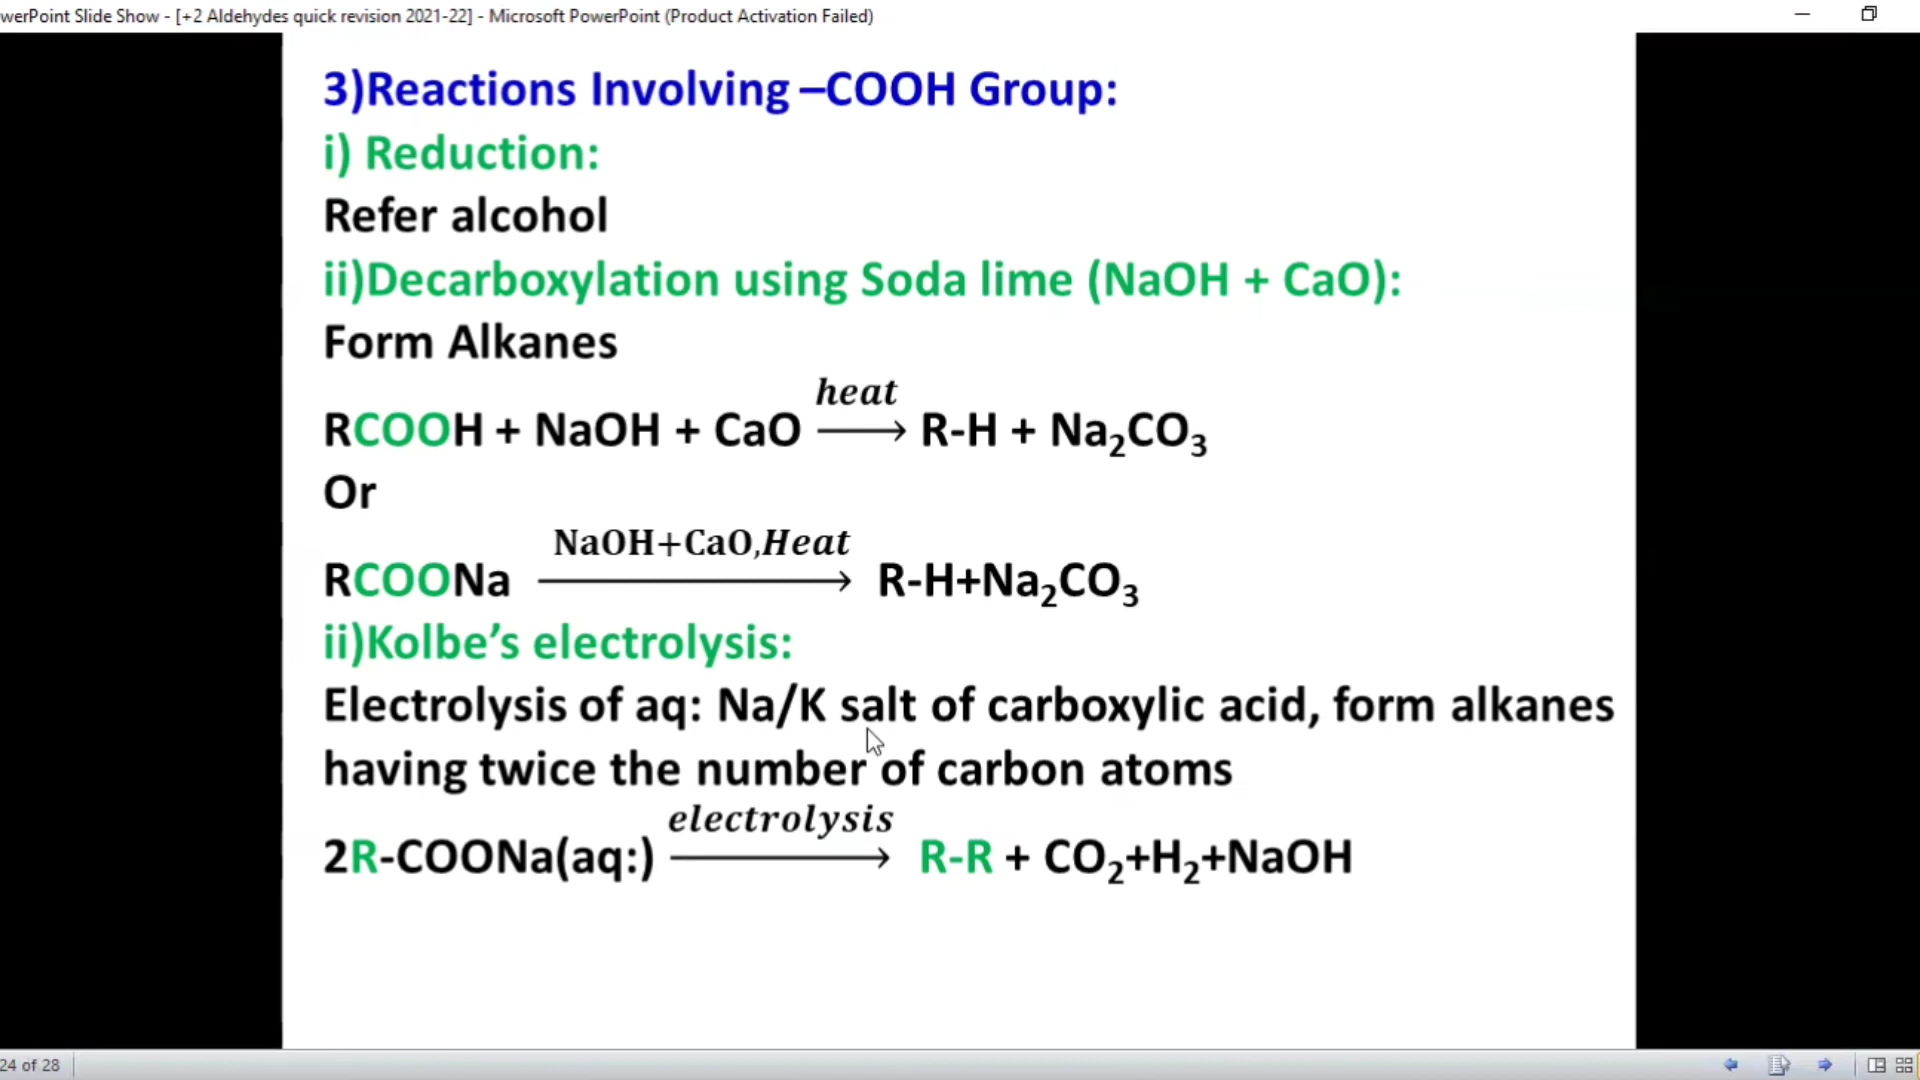 werPoint Slide Show - [+2 Aldehydes quick revision 2021-22] - Microsoft PowerPoint (Product Activation Failed)
3)Reactions Involving –COOH Group:
i) Reduction:
Refer alcohol
ii)Decarboxylation using Soda lime (NaOH + CaO):
Form Alkanes
heat
RCOOH + NaOH + CaO ⟶ R-H + Na₂CO₃
Or
NaOH+CaO,Heat
RCOONa ⟶ R-H+Na₂CO₃
ii)Kolbe’s electrolysis:
Electrolysis of aq: Na/K salt of carboxylic acid, form alkanes
having twice the number of carbon atoms
electrolysis
2R-COONa(aq:) ⟶ R-R + CO₂+H₂+NaOH
24 of 28